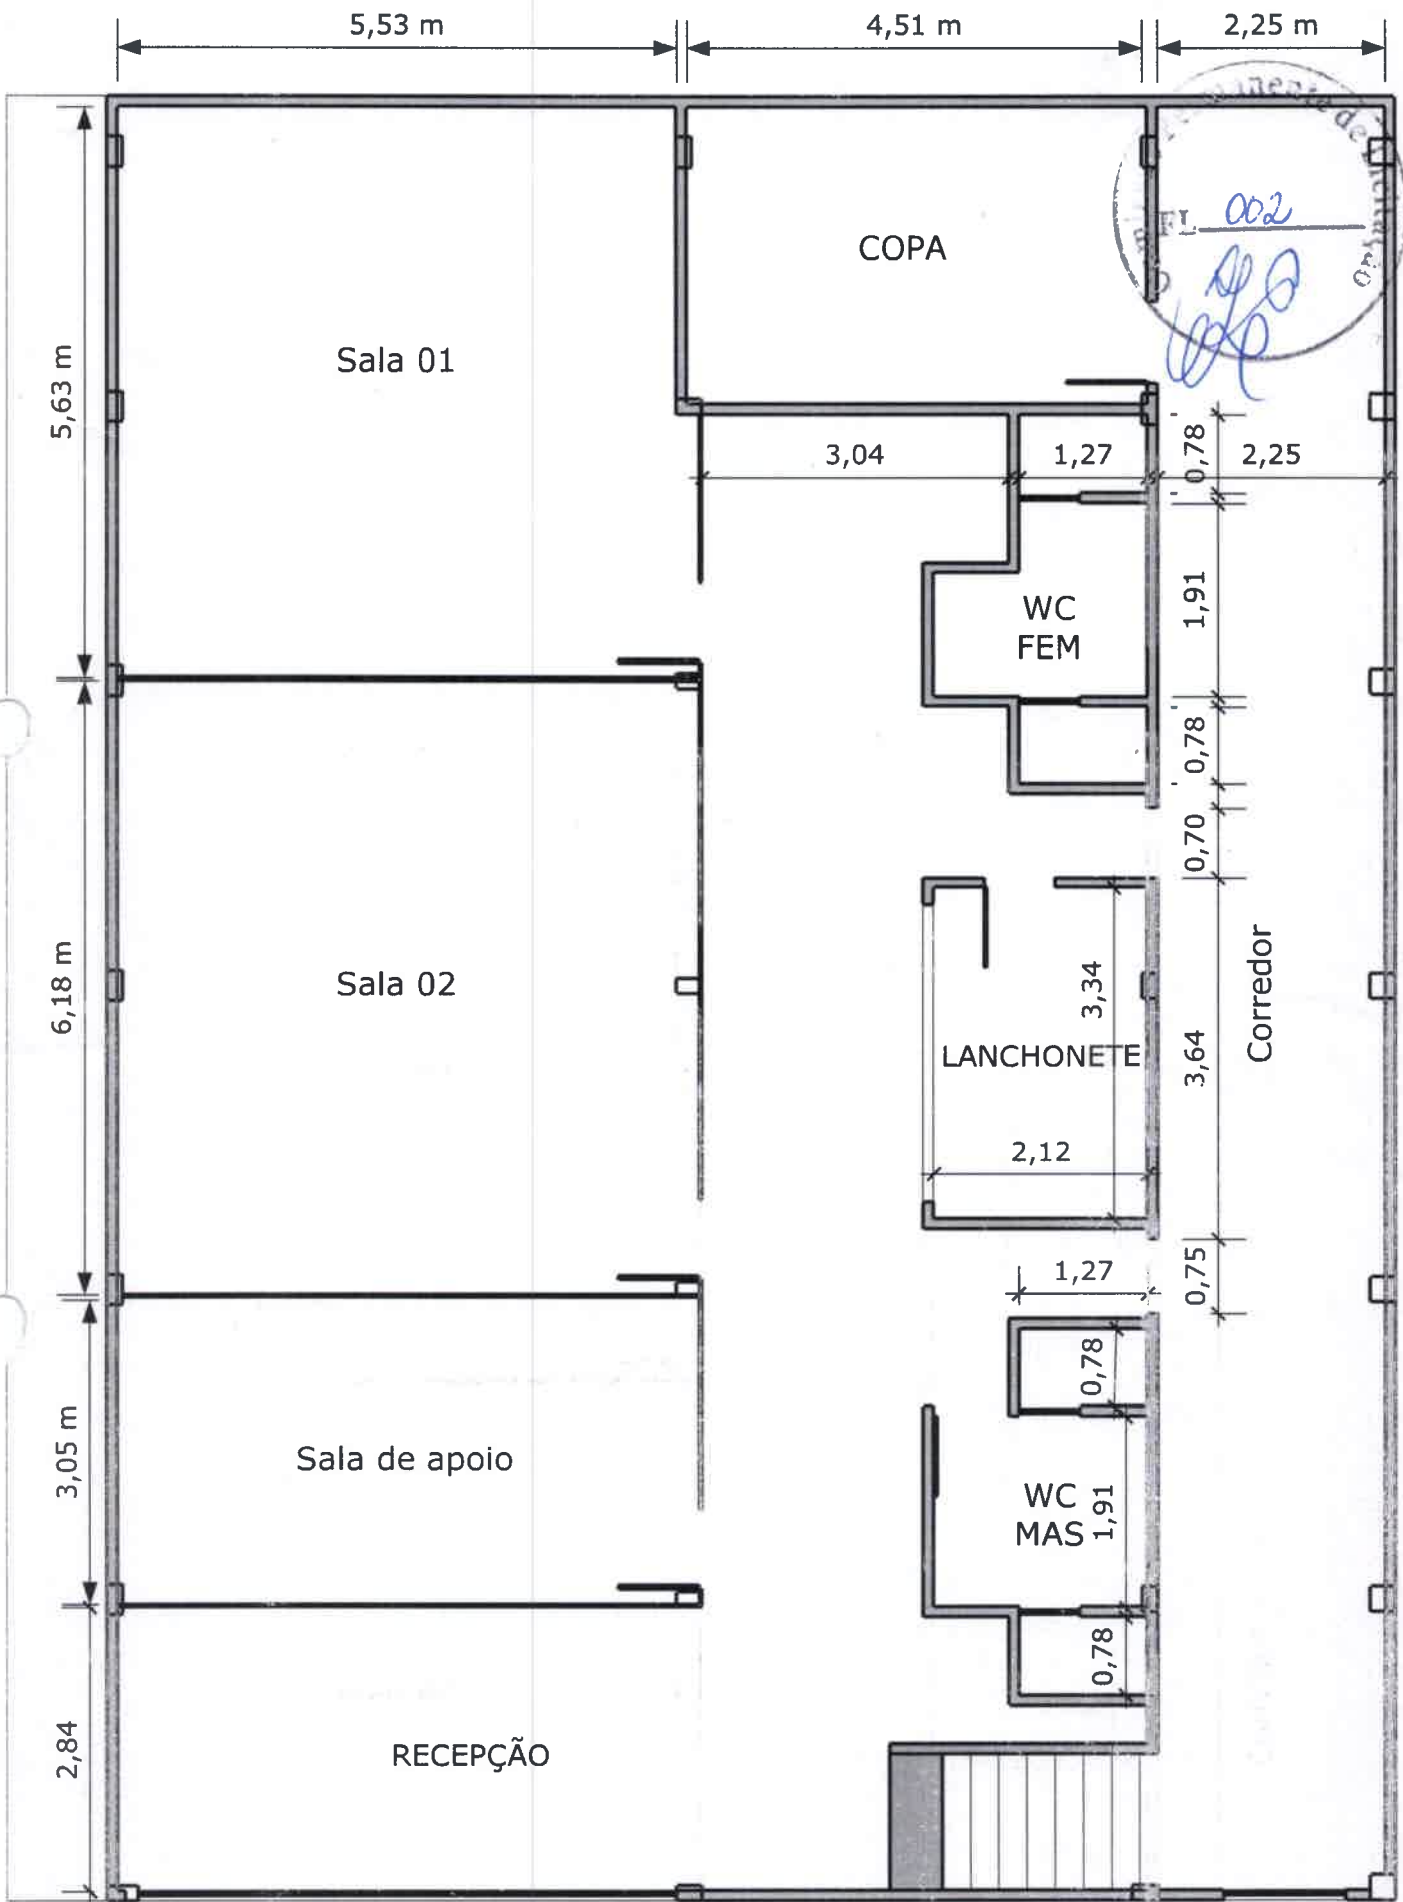 5,53 m
4,51 m
2,25 m
FL 002
COPA
Sala 01
5,63 m
3,04
1,27
0,78
2,25
WC
FEM
1,91
0,78
0,70
Sala 02
6,18 m
3,34
LANCHONETE
3,64
Corredor
2,12
1,27
0,75
0,78
Sala de apoio
3,05 m
WC
MAS
1,91
0,78
RECEPÇÃO
2,84